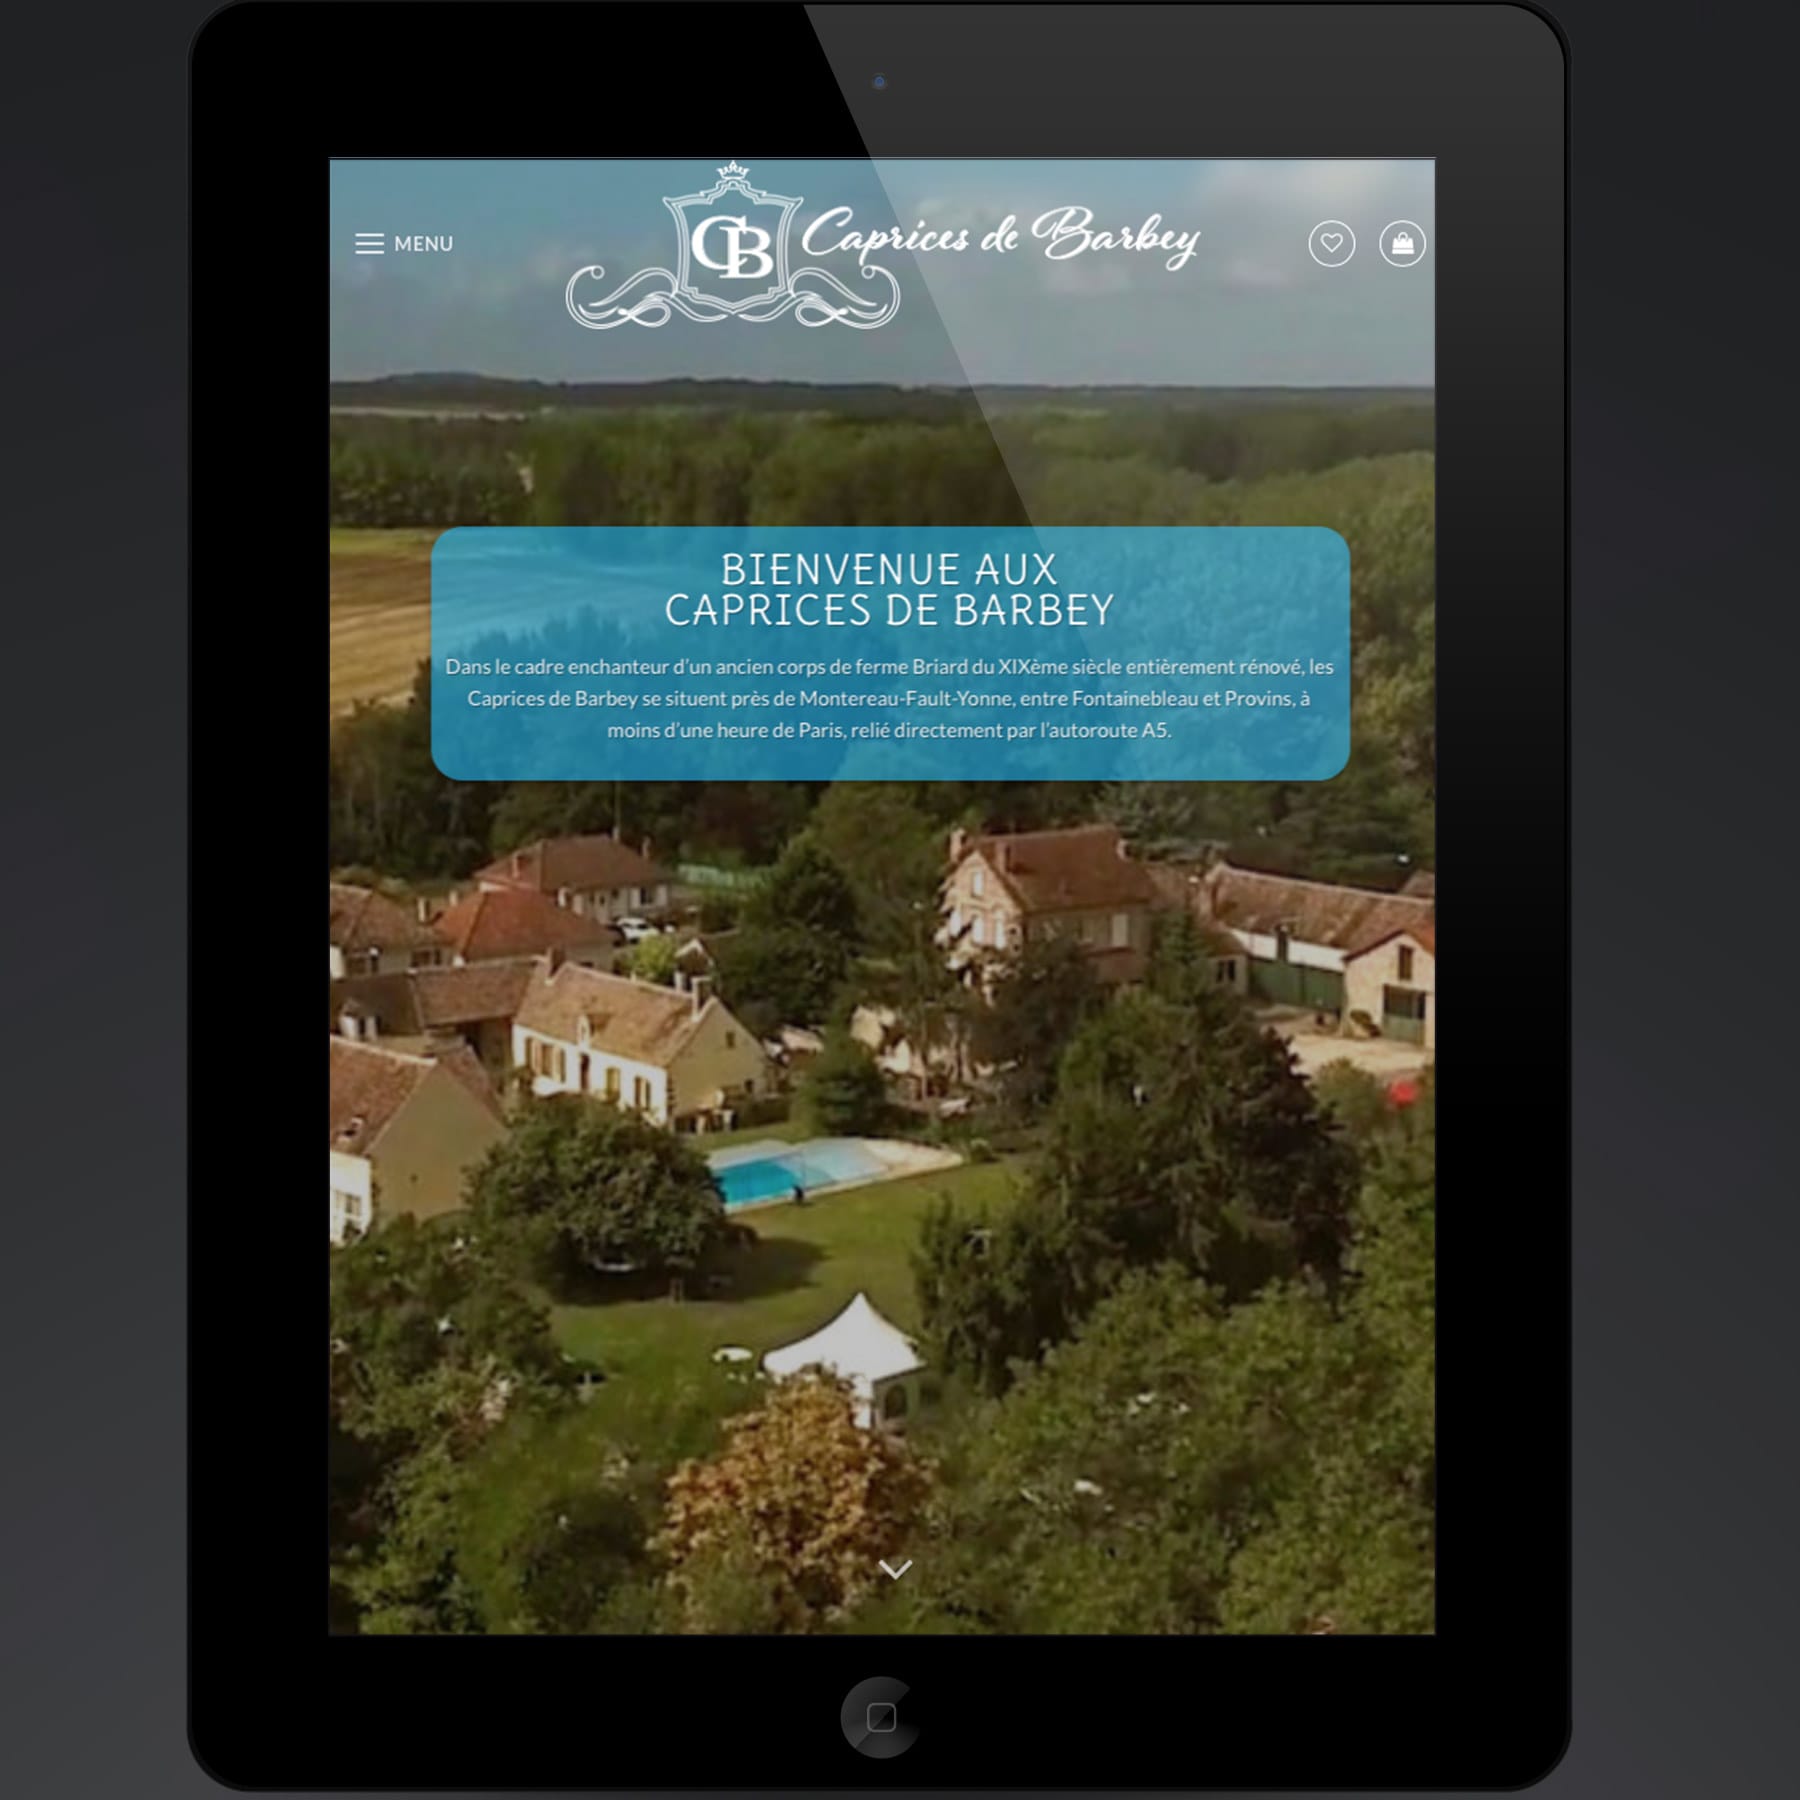 MENU
CB
Caprices de Barbey
BIENVENUE AUX
CAPRICES DE BARBEY
Dans le cadre enchanteur d’un ancien corps de ferme Briard du XIXème siècle entièrement rénové, les
Caprices de Barbey se situent près de Montereau-Fault-Yonne, entre Fontainebleau et Provins, à
moins d’une heure de Paris, relié directement par l’autoroute A5.